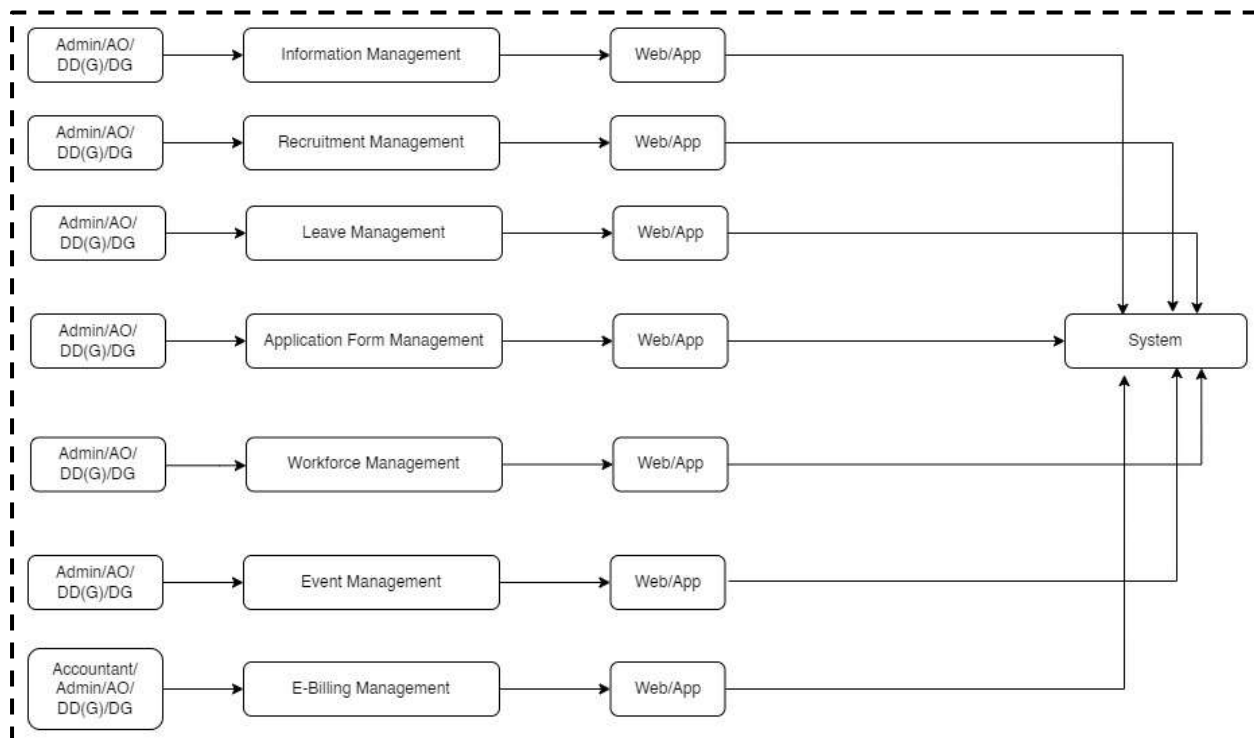 Admin/AO/
DD(G)/DG
Information Management
Web/App
Admin/AO/
DD(G)/DG
Recruitment Management
Web/App
Admin/AO/
DD(G)/DG
Leave Management
Web/App
Admin/AO/
DD(G)/DG
Application Form Management
Web/App
System
Admin/AO/
DD(G)/DG
Workforce Management
Web/App
Admin/AO/
DD(G)/DG
Event Management
Web/App
Accountant/
Admin/AO/
DD(G)/DG
E-Billing Management
Web/App